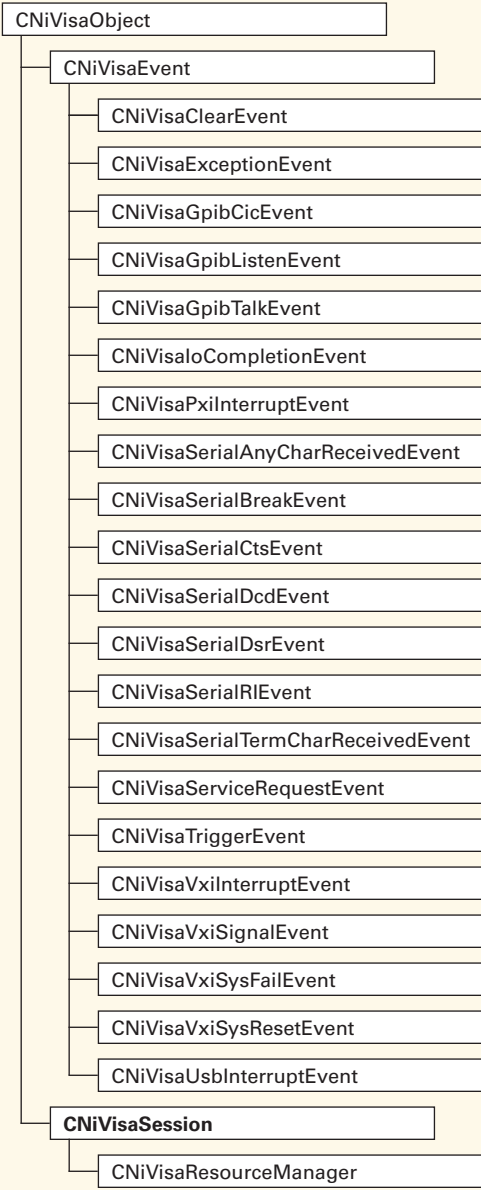 CNiVisaObject
CNiVisaEvent
CNiVisaClearEvent
CNiVisaExceptionEvent
CNiVisaGpibCicEvent
CNiVisaGpibListenEvent
CNiVisaGpibTalkEvent
CNiVisaIoCompletionEvent
CNiVisaPxiInterruptEvent
CNiVisaSerialAnyCharReceivedEvent
CNiVisaSerialBreakEvent
CNiVisaSerialCtsEvent
CNiVisaSerialDcdEvent
CNiVisaSerialDsrEvent
CNiVisaSerialRIEvent
CNiVisaSerialTermCharReceivedEvent
CNiVisaServiceRequestEvent
CNiVisaTriggerEvent
CNiVisaVxiInterruptEvent
CNiVisaVxiSignalEvent
CNiVisaVxiSysFailEvent
CNiVisaVxiSysResetEvent
CNiVisaUsbInterruptEvent
CNiVisaSession
CNiVisaResourceManager